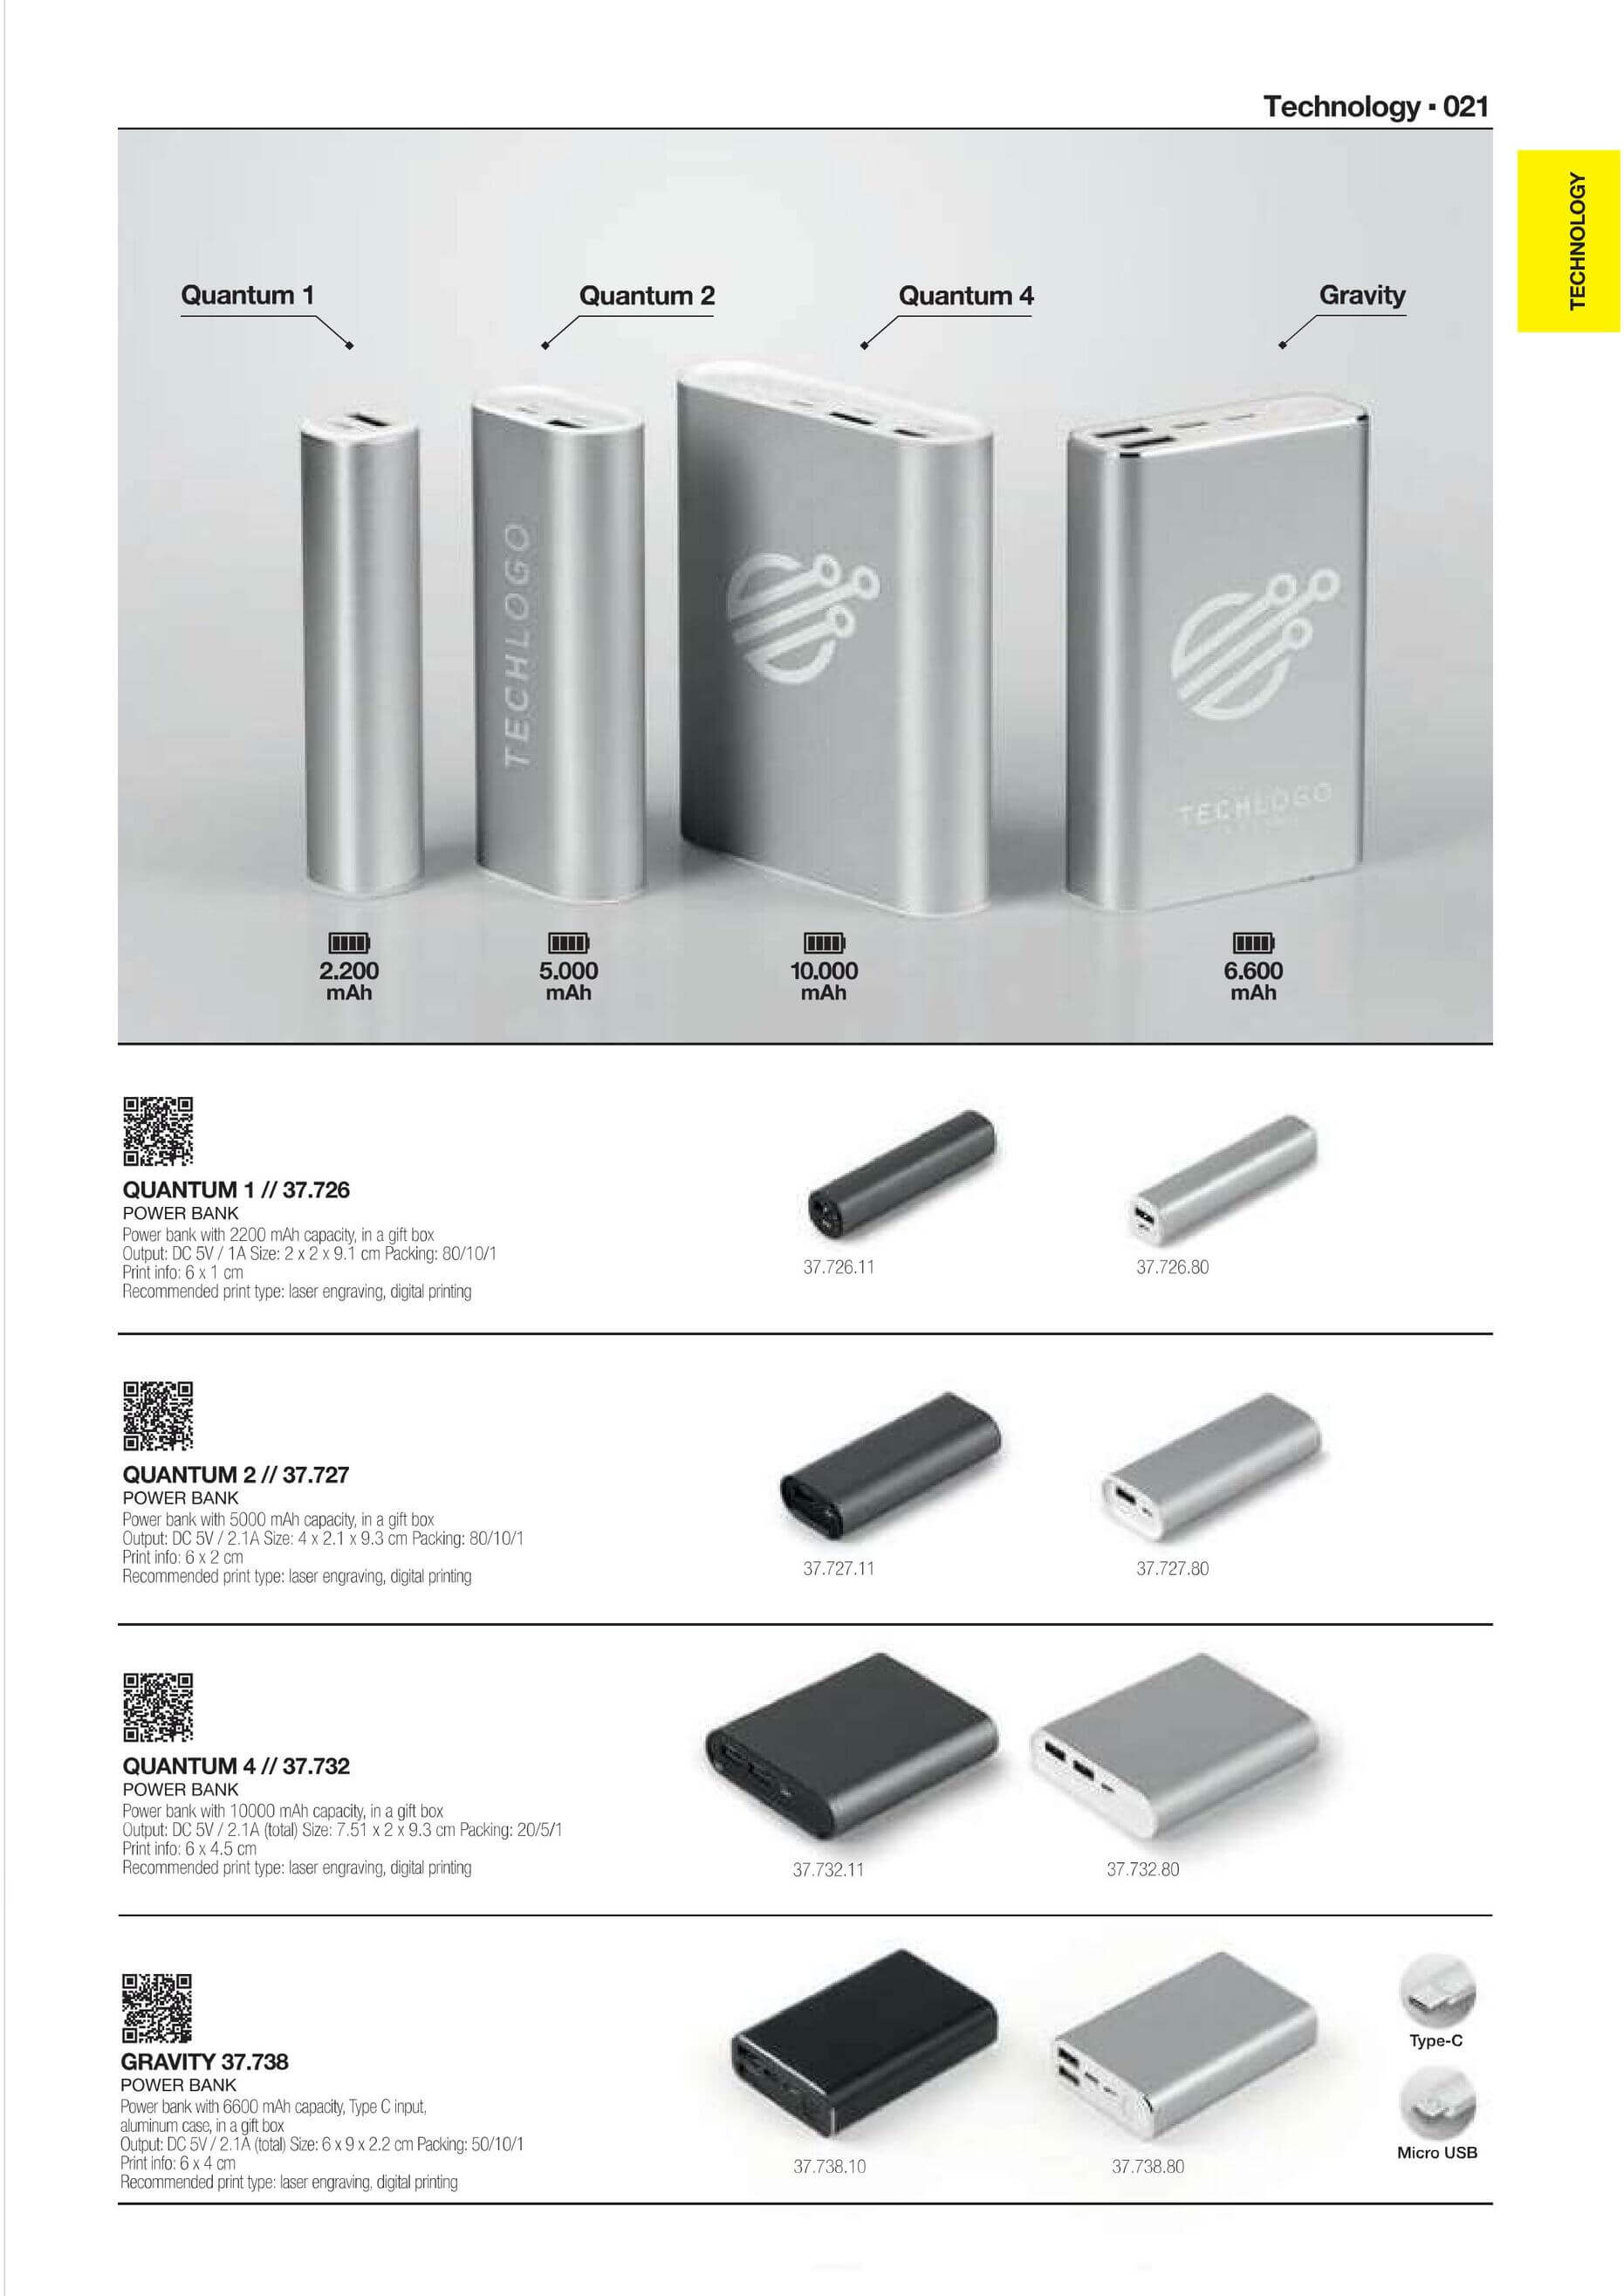 Technology ▪ 021
TECHNOLOGY
Quantum 1
Quantum 2
Quantum 4
Gravity
TECHLOGO
TECHLOGO
2.200
mAh
5.000
mAh
10.000
mAh
6.600
mAh
QUANTUM 1 // 37.726
POWER BANK
Power bank with 2200 mAh capacity, in a gift box
Output: DC 5V / 1A Size: 2 x 2 x 9.1 cm Packing: 80/10/1
Print info: 6 x 1 cm
Recommended print type: laser engraving, digital printing
37.726.11
37.726.80
QUANTUM 2 // 37.727
POWER BANK
Power bank with 5000 mAh capacity, in a gift box
Output: DC 5V / 2.1A Size: 4 x 2.1 x 9.3 cm Packing: 80/10/1
Print info: 6 x 2 cm
Recommended print type: laser engraving, digital printing
37.727.11
37.727.80
QUANTUM 4 // 37.732
POWER BANK
Power bank with 10000 mAh capacity, in a gift box
Output: DC 5V / 2.1A (total) Size: 7.51 x 2 x 9.3 cm Packing: 20/5/1
Print info: 6 x 4.5 cm
Recommended print type: laser engraving, digital printing
37.732.11
37.732.80
GRAVITY 37.738
POWER BANK
Power bank with 6600 mAh capacity, Type C input,
aluminum case, in a gift box
Output: DC 5V / 2.1A (total) Size: 6 x 9 x 2.2 cm Packing: 50/10/1
Print info: 6 x 4 cm
Recommended print type: laser engraving, digital printing
37.738.10
37.738.80
Type-C
Micro USB